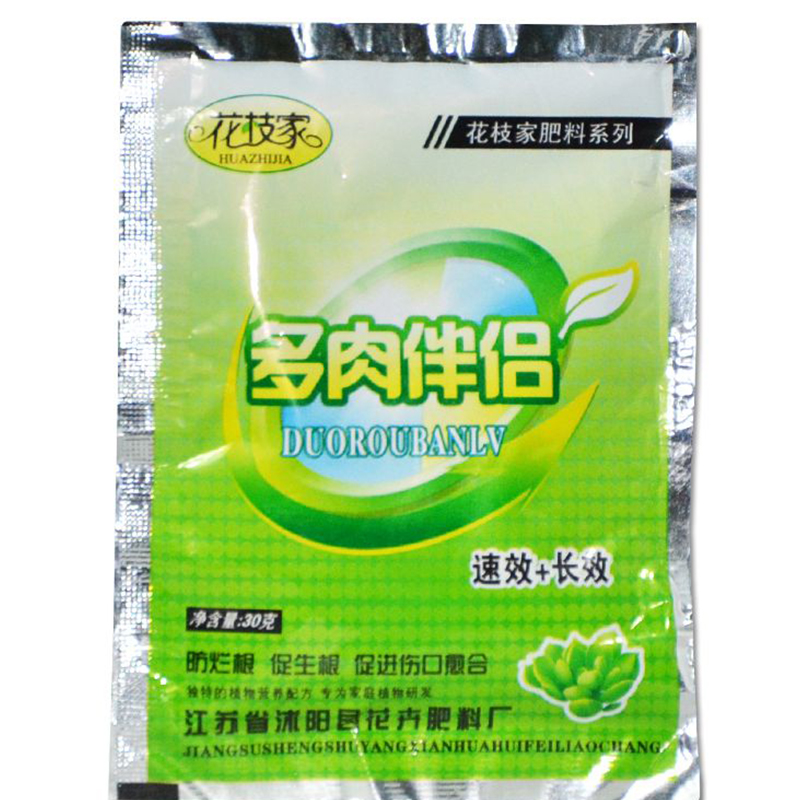 花枝家
HUAZHIJIA
花枝家肥料系列
多肉伴侣
DUOROUBANLV
速效+长效
净含量:30克
防烂根 促生根 促进伤口愈合
独特的植物营养配方 专为家庭植物研发
江苏省沭阳县花卉肥料厂
JIANGSUSHENGSHUYANGXIANHUAHUIFEILIAOCHANG